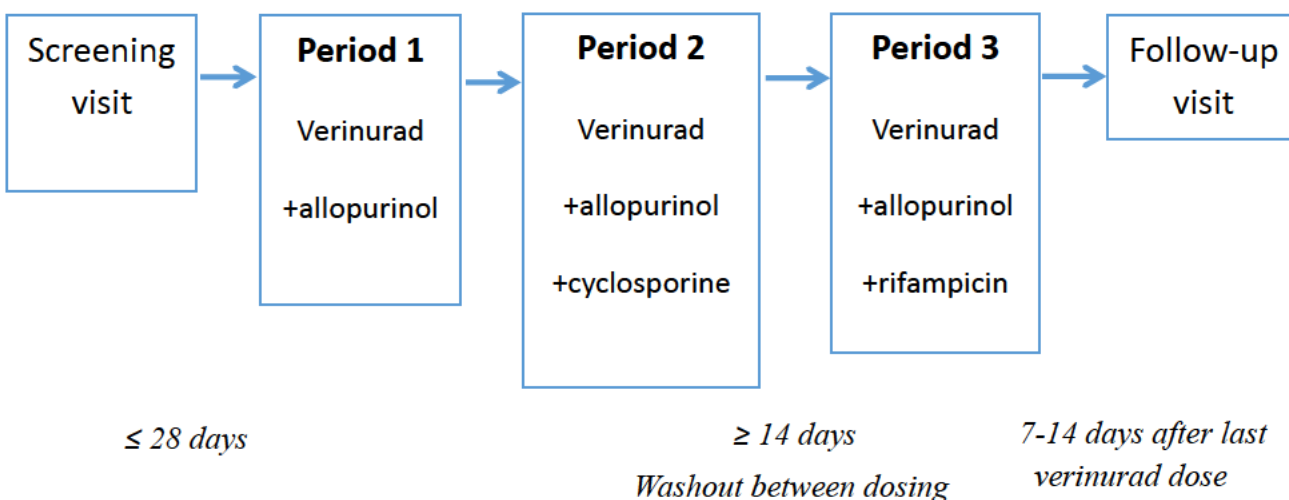 Screening
visit
Period 1
Verinurad
+allopurinol
Period 2
Verinurad
+allopurinol
+cyclosporine
Period 3
Verinurad
+allopurinol
+rifampicin
Follow-up
visit
≤ 28 days
≥ 14 days
Washout between dosing
7-14 days after last
verinurad dose